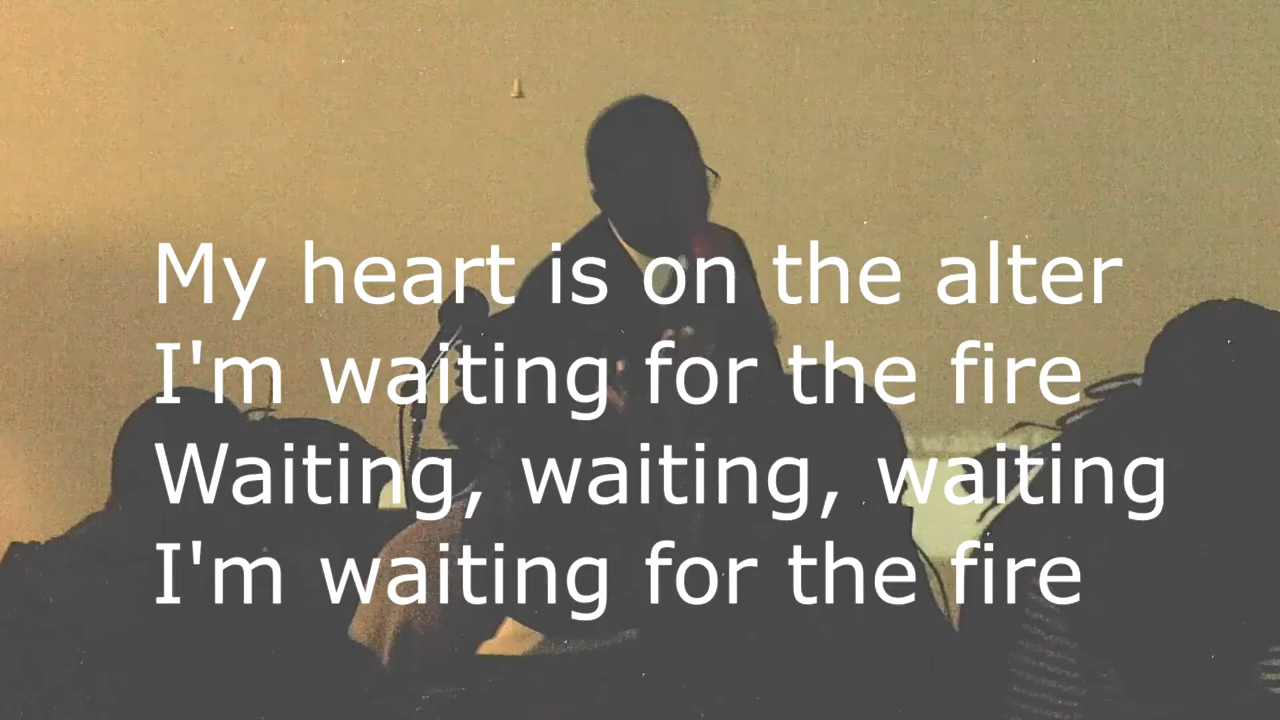 My heart is on the alter
I'm waiting for the fire
Waiting, waiting, waiting
I'm waiting for the fire